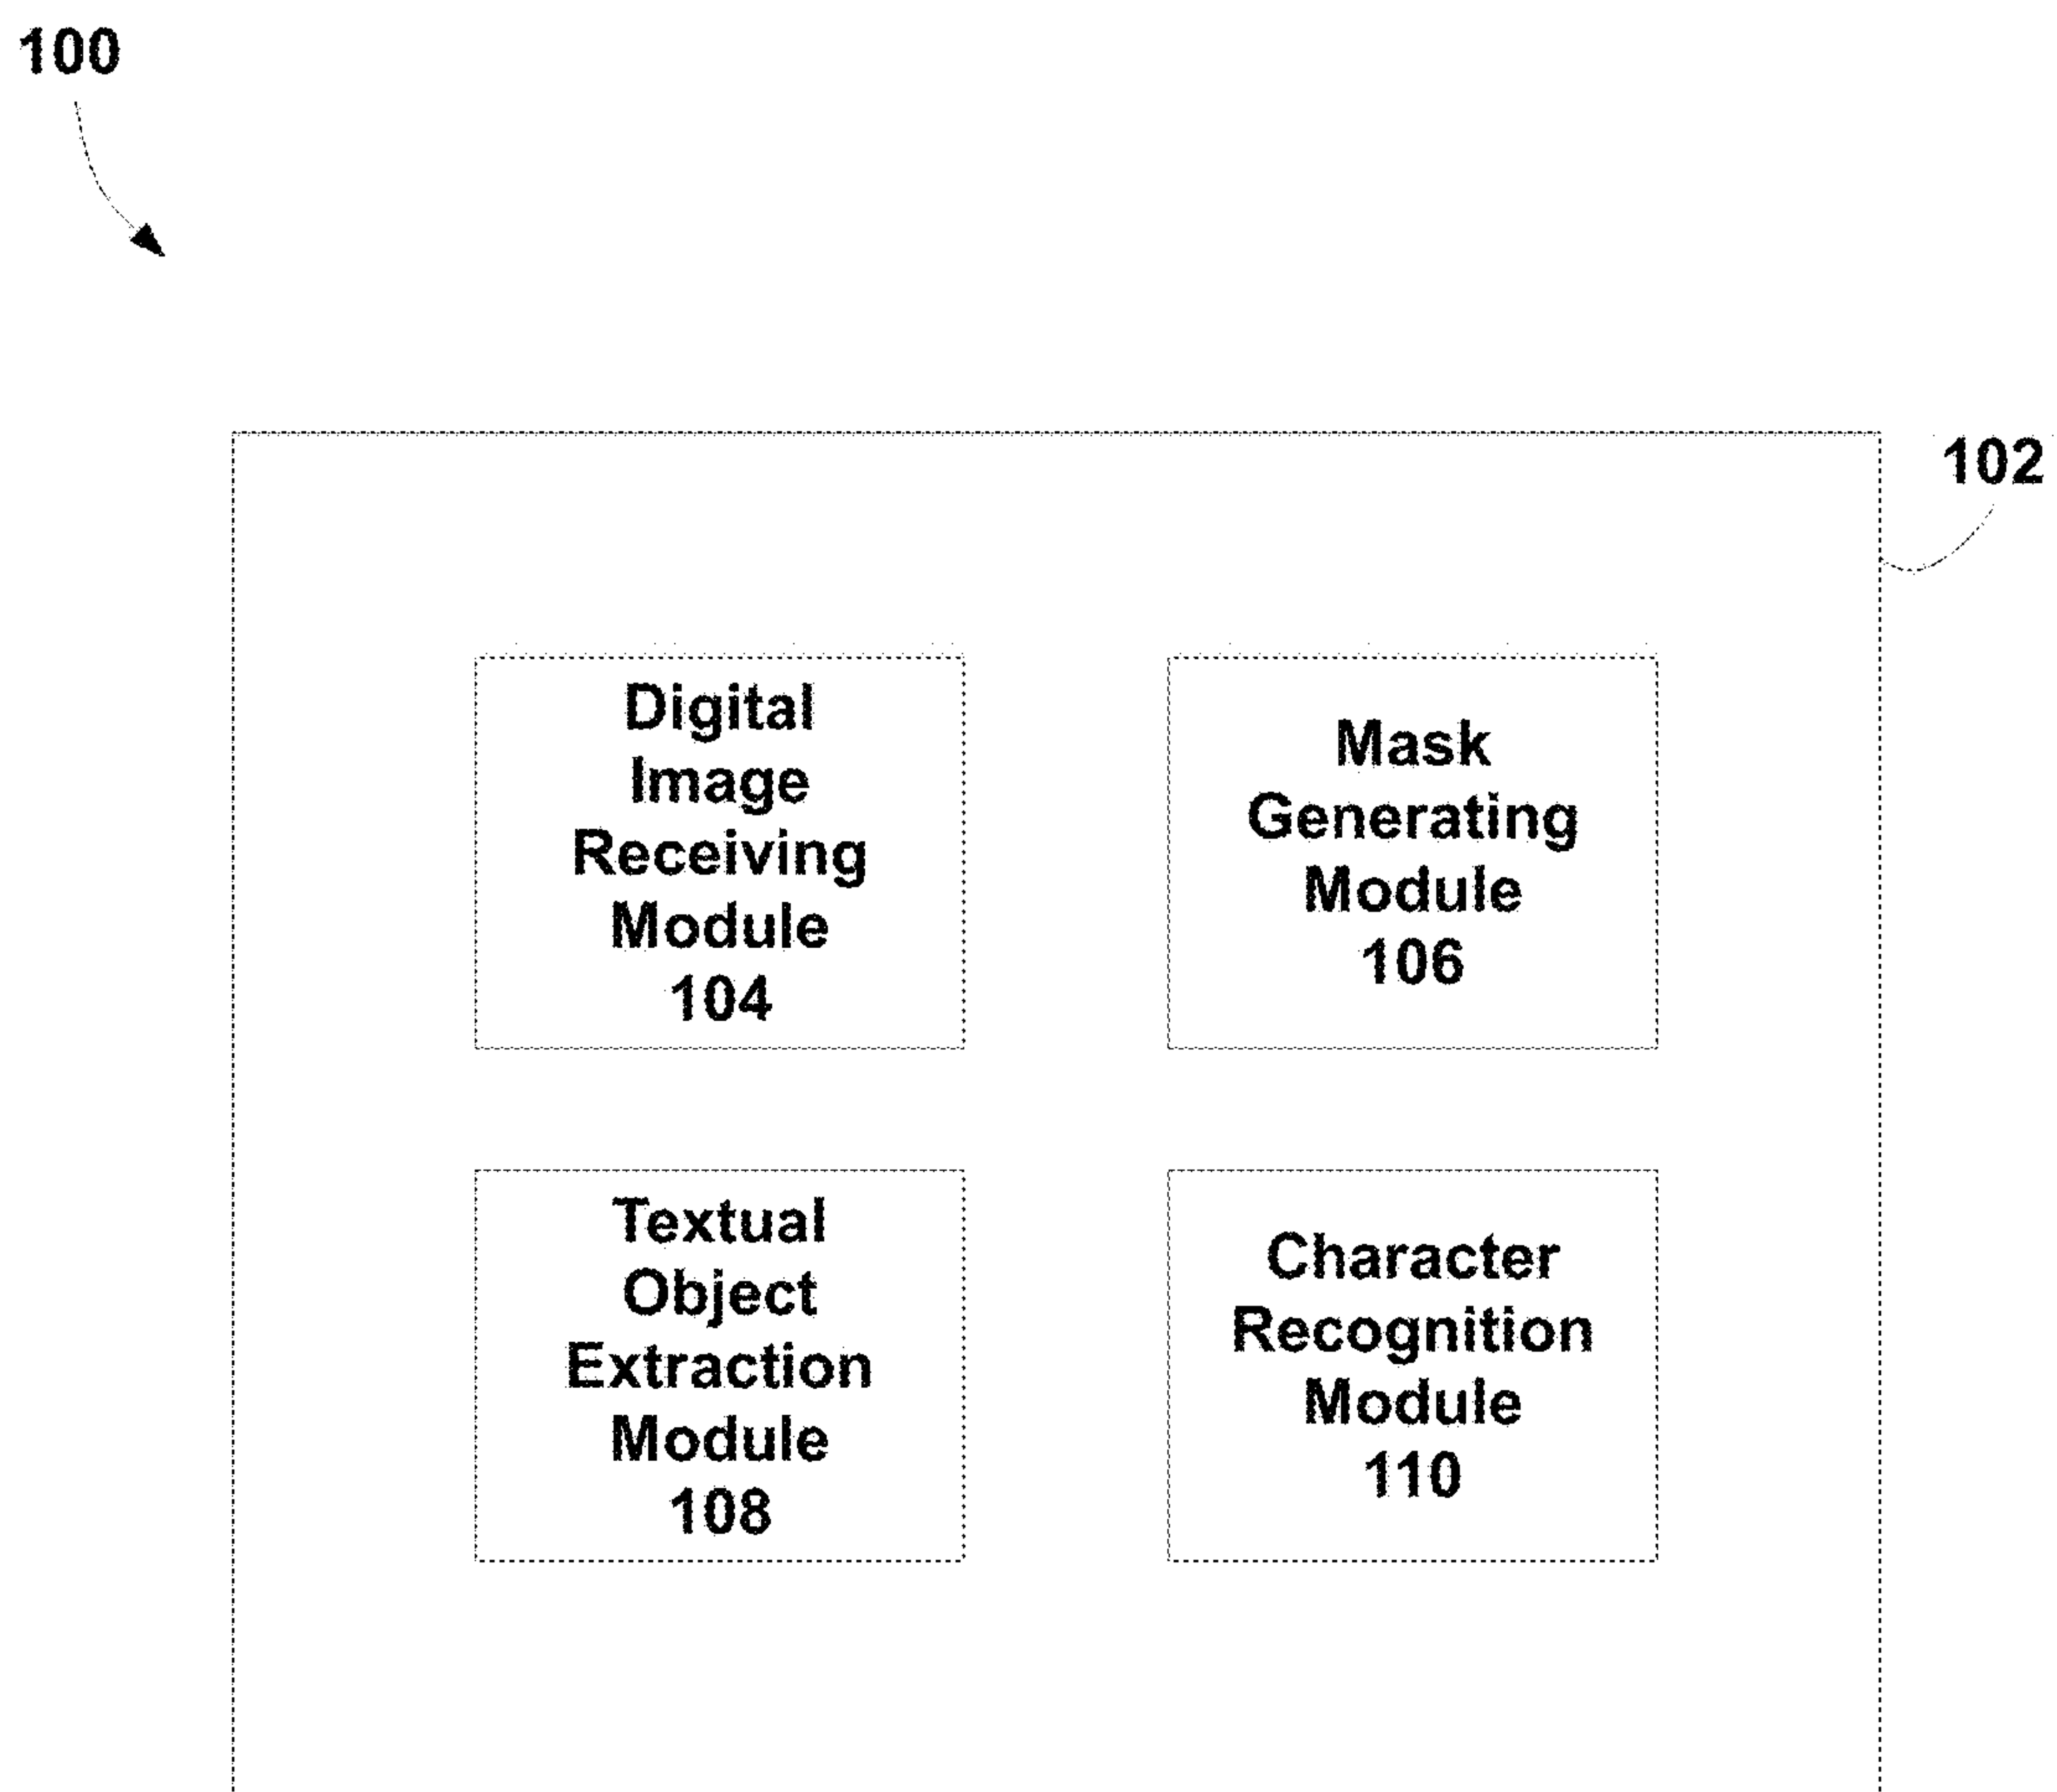 100
102
Digital
Image
Receiving
Module
104
Mask
Generating
Module
106
Textual
Object
Extraction
Module
108
Character
Recognition
Module
110